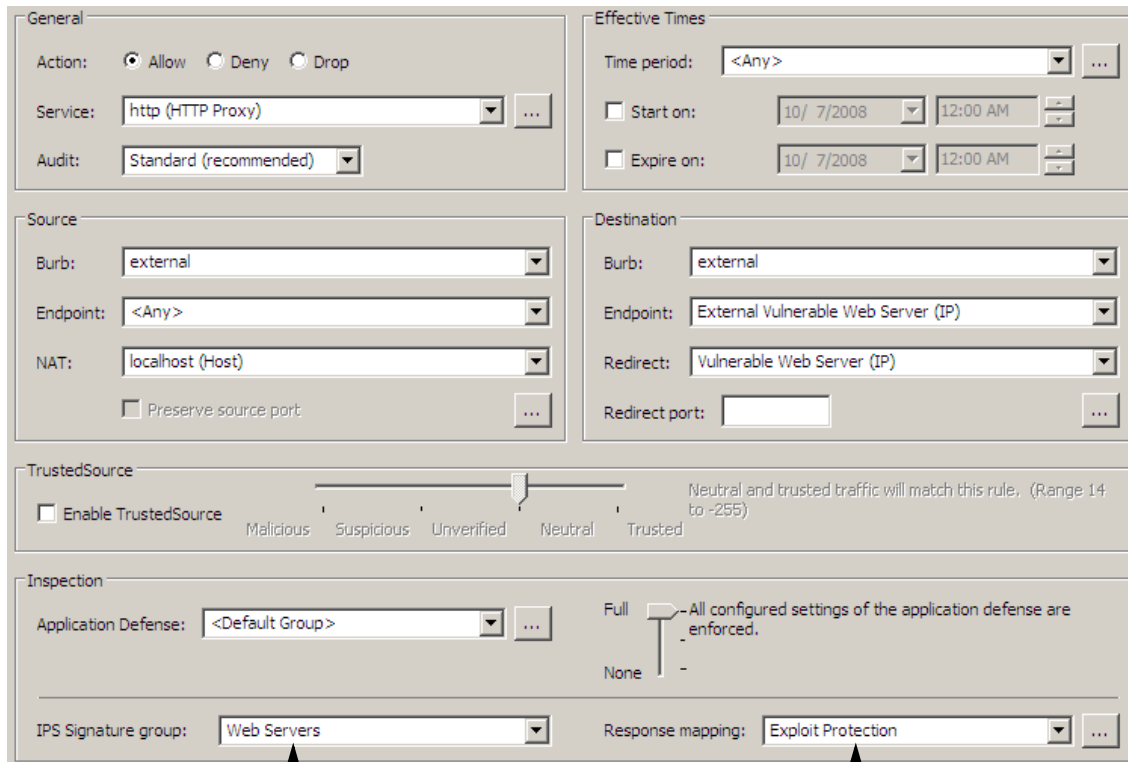 General
Action: Allow Deny Drop
Service: http (HTTP Proxy) ...
Audit: Standard (recommended)
Effective Times
Time period: <Any> ...
Start on: 10/ 7/2008 12:00 AM
Expire on: 10/ 7/2008 12:00 AM
Source
Burb: external
Endpoint: <Any>
NAT: localhost (Host)
Preserve source port ...
Destination
Burb: external
Endpoint: External Vulnerable Web Server (IP)
Redirect: Vulnerable Web Server (IP)
Redirect port: ...
TrustedSource
Enable TrustedSource
Malicious Suspicious Unverified Neutral Trusted
Neutral and trusted traffic will match this rule. (Range 14
to -255)
Inspection
Application Defense: <Default Group> ...
Full
None
All configured settings of the application defense are
enforced.
IPS Signature group: Web Servers
Response mapping: Exploit Protection ...